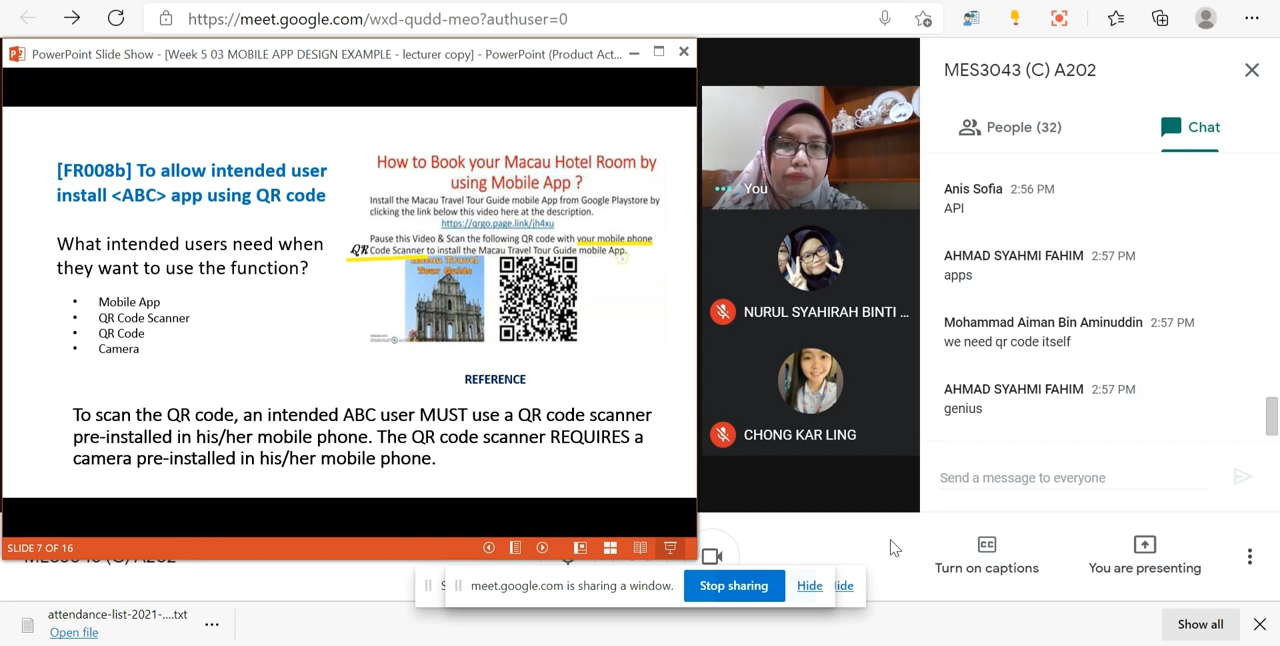 https://meet.google.com/wxd-qudd-meo?authuser=0
PowerPoint Slide Show - [Week 5 03 MOBILE APP DESIGN EXAMPLE - lecturer copy] - PowerPoint (Product Act...
[FR008b] To allow intended user
install <ABC> app using QR code
What intended users need when
they want to use the function?
• Mobile App
• QR Code Scanner
• QR Code
• Camera
How to Book your Macau Hotel Room by
using Mobile App ?
Install the Macau Travel Tour Guide mobile App from Google Playstore by
clicking the link below this video here at the description.
https://qrgo.page.link/jh4xu
Pause this Video & Scan the following QR code with your mobile phone
QR Code Scanner to install the Macau Travel Tour Guide mobile App.
Macau Travel
Tour Guide
REFERENCE
To scan the QR code, an intended ABC user MUST use a QR code scanner
pre-installed in his/her mobile phone. The QR code scanner REQUIRES a
camera pre-installed in his/her mobile phone.
SLIDE 7 OF 16
You
NURUL SYAHIRAH BINTI ...
CHONG KAR LING
MES3043 (C) A202
People (32)
Chat
Anis Sofia 2:56 PM
API
AHMAD SYAHMI FAHIM 2:57 PM
apps
Mohammad Aiman Bin Aminuddin 2:57 PM
we need qr code itself
AHMAD SYAHMI FAHIM 2:57 PM
genius
Send a message to everyone
Turn on captions
You are presenting
meet.google.com is sharing a window.
Stop sharing
Hide
attendance-list-2021-....txt
Open file
Show all